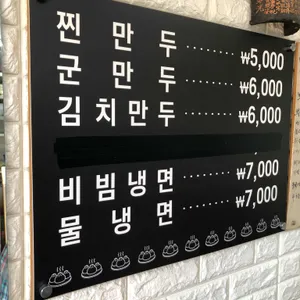 찐만두 ........ ₩5,000
군만두 ........ ₩6,000
김치만두 ........ ₩6,000
비빔냉면 ........ ₩7,000
물냉면 ........ ₩7,000